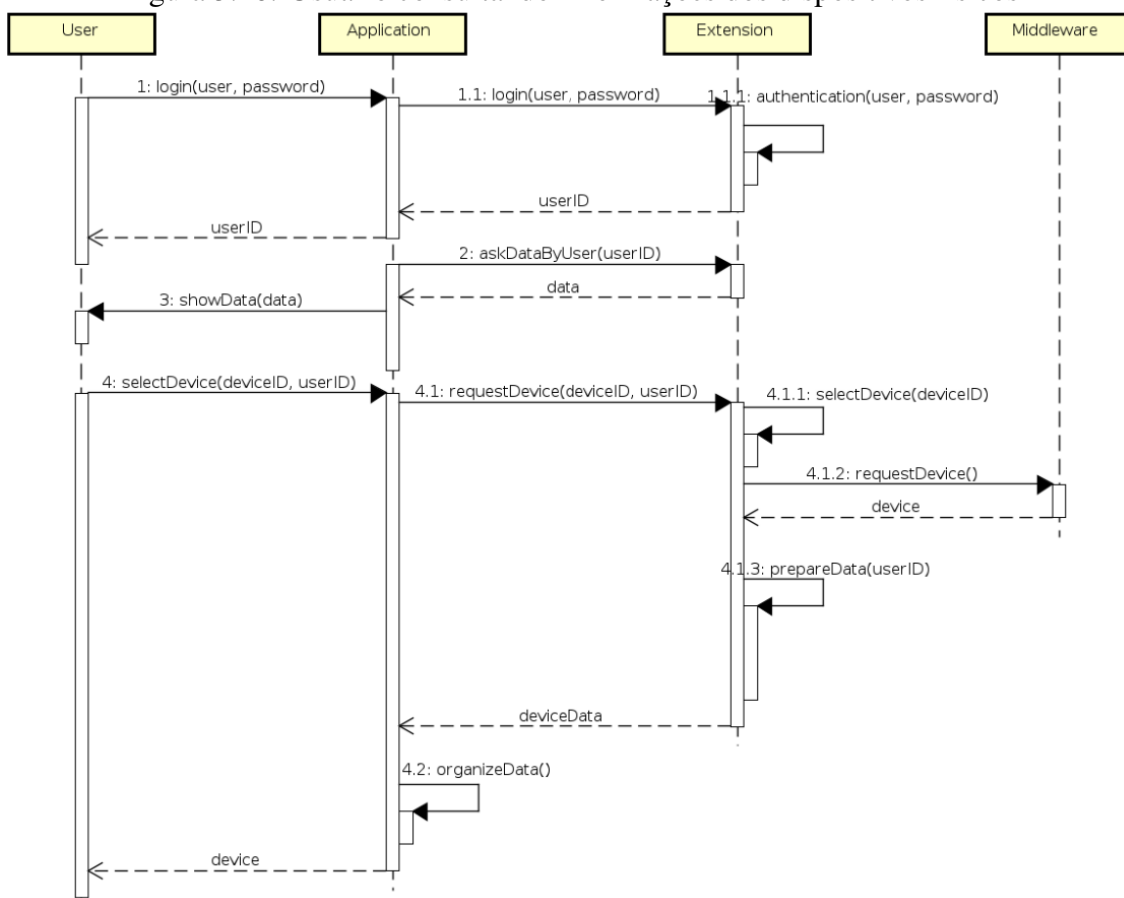 User Application Extension Middleware
1: login(user, password)
1.1: login(user, password)
1.1.1: authentication(user, password)
userID
userID
2: askDataByUser(userID)
data
3: showData(data)
4: selectDevice(deviceID, userID)
4.1: requestDevice(deviceID, userID)
4.1.1: selectDevice(deviceID)
4.1.2: requestDevice()
device
4.1.3: prepareData(userID)
deviceData
4.2: organizeData()
device